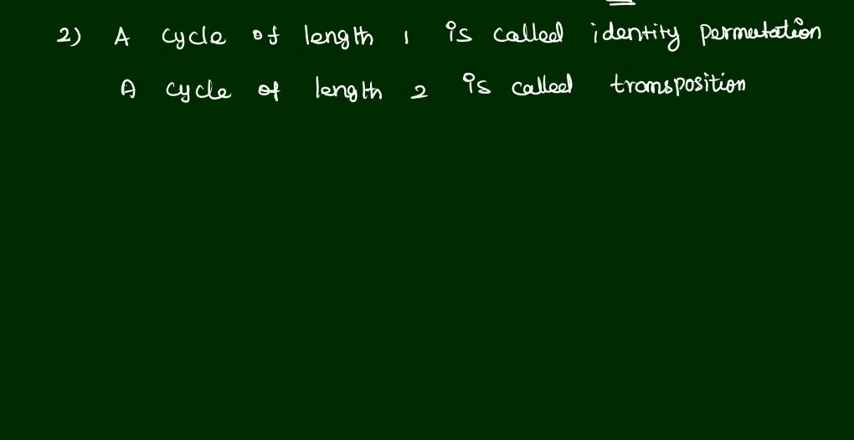 2) A cycle of length 1 is called identity permutation
A cycle of length 2 is called transposition